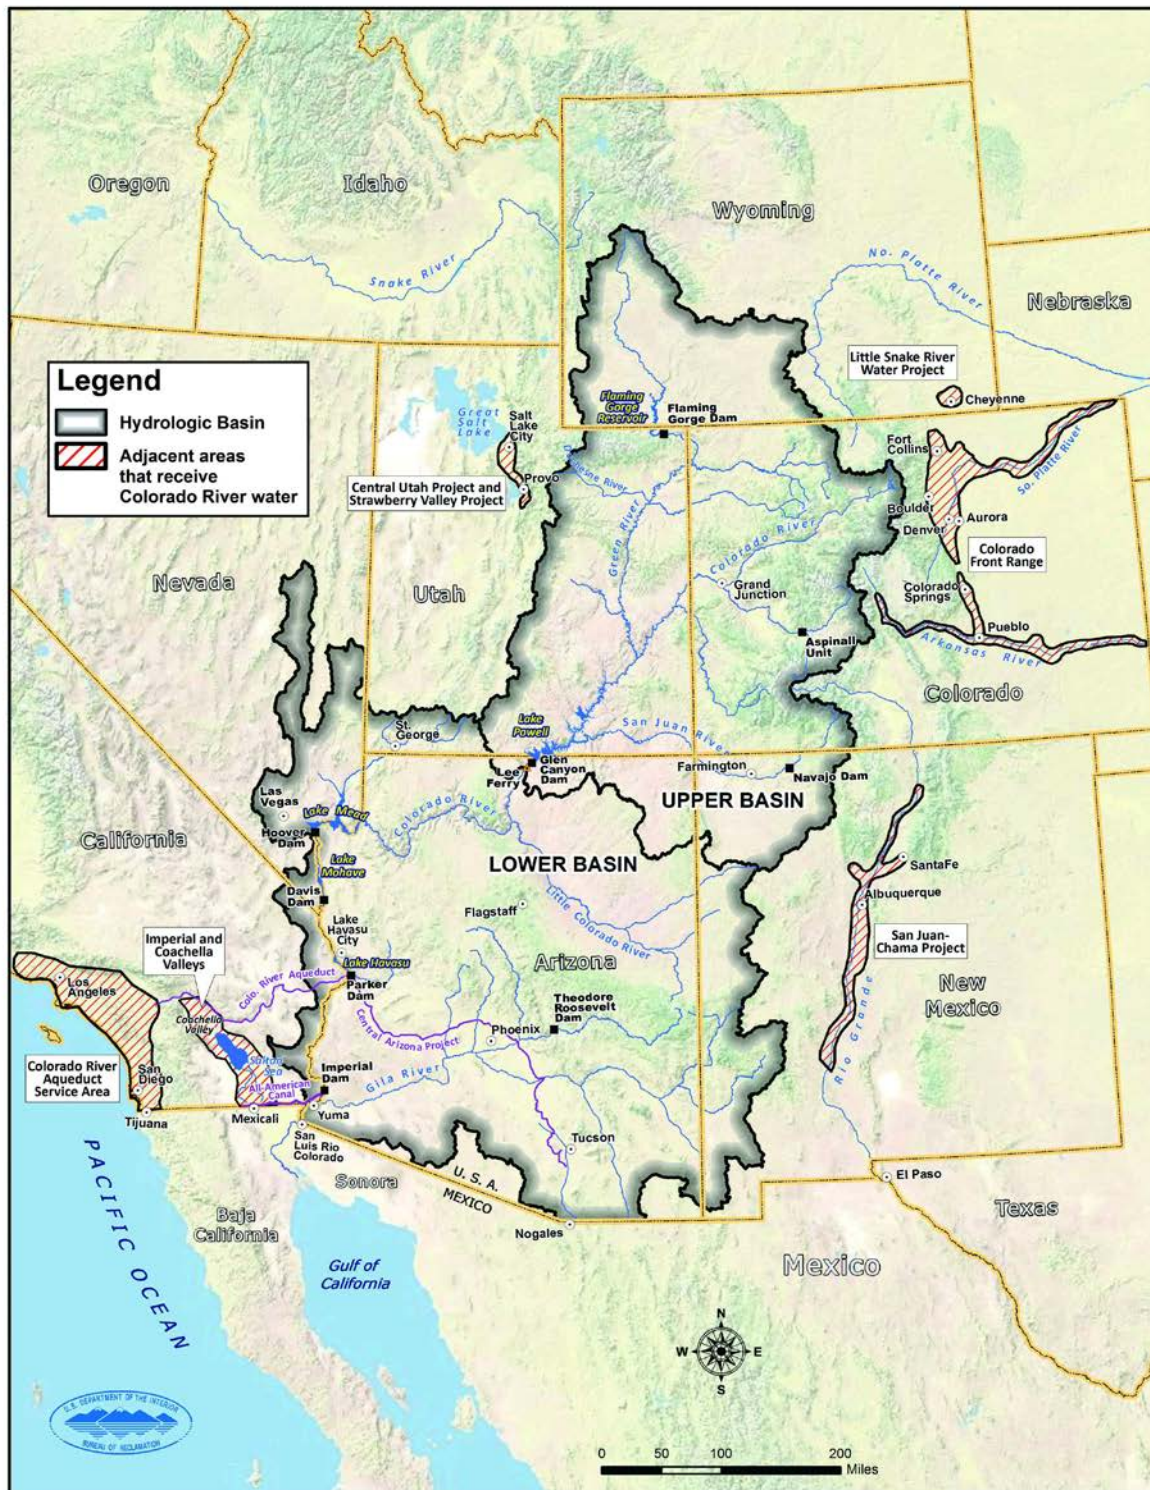 Oregon
Idaho
Wyoming
Snake River
No. Platte River
Nebraska
Legend
Hydrologic Basin
Adjacent areas
that receive
Colorado River water
Little Snake River
Water Project
Cheyenne
Flaming
Gorge
Reservoir
Flaming
Gorge Dam
Great
Salt
Lake
Salt
Lake
City
Provo
Central Utah Project and
Strawberry Valley Project
Duchesne River
Green River
Colorado River
Fort
Collins
So. Platte River
Boulder
Denver
Aurora
Colorado
Front Range
Nevada
Utah
Grand
Junction
Colorado
Springs
Pueblo
Aspinall
Unit
Arkansas River
Colorado
St.
George
Lake
Powell
San Juan River
Lee
Ferry
Glen
Canyon
Dam
Farmington
Navajo Dam
UPPER BASIN
Las
Vegas
Lake Mead
Colorado River
Hoover
Dam
California
LOWER BASIN
Lake
Mohave
Davis
Dam
SantaFe
Albuquerque
Flagstaff
Little Colorado River
Lake
Havasu
City
Imperial and
Coachella
Valleys
Lake Havasu
Arizona
San Juan-
Chama Project
Los
Angeles
Colo. River Aqueduct
Parker
Dam
New
Mexico
Coachella
Valley
Central Arizona Project
Phoenix
Theodore
Roosevelt
Dam
Rio Grande
Colorado River
Aqueduct
Service Area
San
Diego
Salton
Sea
Imperial
Dam
Gila River
All-American
Canal
Tijuana
Mexicali
Yuma
San
Luis Rio
Colorado
Tucson
Sonora
U. S. A.
MEXICO
El Paso
Texas
Baja
California
Nogales
Mexico
PACIFIC OCEAN
Gulf of
California
N
W
E
S
U.S. DEPARTMENT OF THE INTERIOR
BUREAU OF RECLAMATION
0 50 100 200
Miles